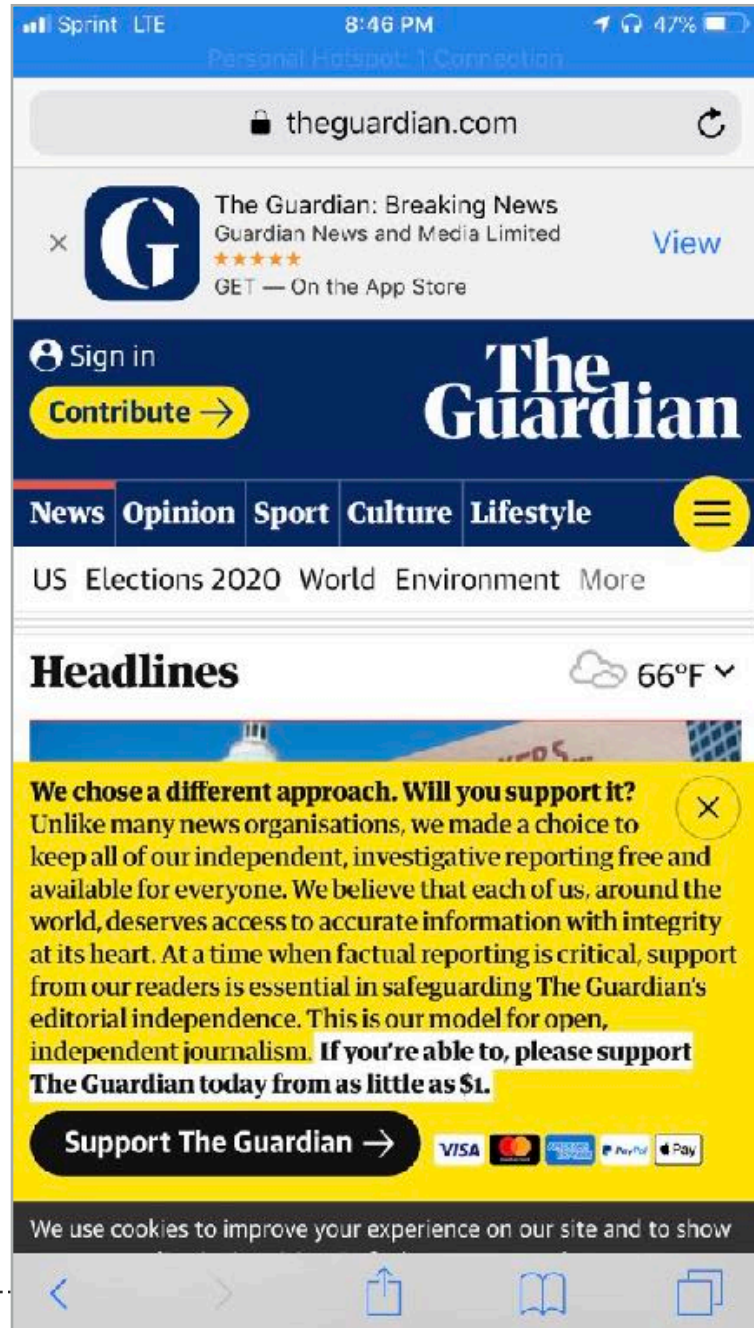 Sprint LTE 8:46 PM 47%
Personal Hotspot: 1 Connection
theguardian.com
The Guardian: Breaking News
Guardian News and Media Limited
GET — On the App Store
View
Sign in
Contribute →
The
Guardian
News Opinion Sport Culture Lifestyle
US Elections 2020 World Environment More
Headlines
66°F
We chose a different approach. Will you support it?
Unlike many news organisations, we made a choice to
keep all of our independent, investigative reporting free and
available for everyone. We believe that each of us, around the
world, deserves access to accurate information with integrity
at its heart. At a time when factual reporting is critical, support
from our readers is essential in safeguarding The Guardian's
editorial independence. This is our model for open,
independent journalism. If you're able to, please support
The Guardian today from as little as $1.
Support The Guardian →
VISA PayPal Pay
We use cookies to improve your experience on our site and to show